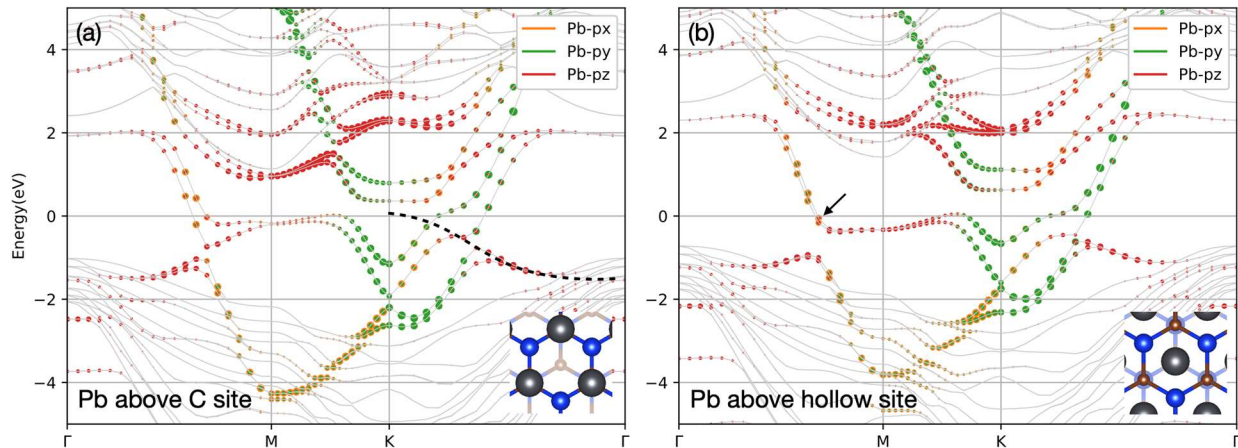 (a)
Pb-px
Pb-py
Pb-pz
4
2
0
−2
−4
Energy(eV)
Pb above C site
Γ
M
K
Γ
(b)
Pb-px
Pb-py
Pb-pz
4
2
0
−2
−4
Pb above hollow site
Γ
M
K
Γ